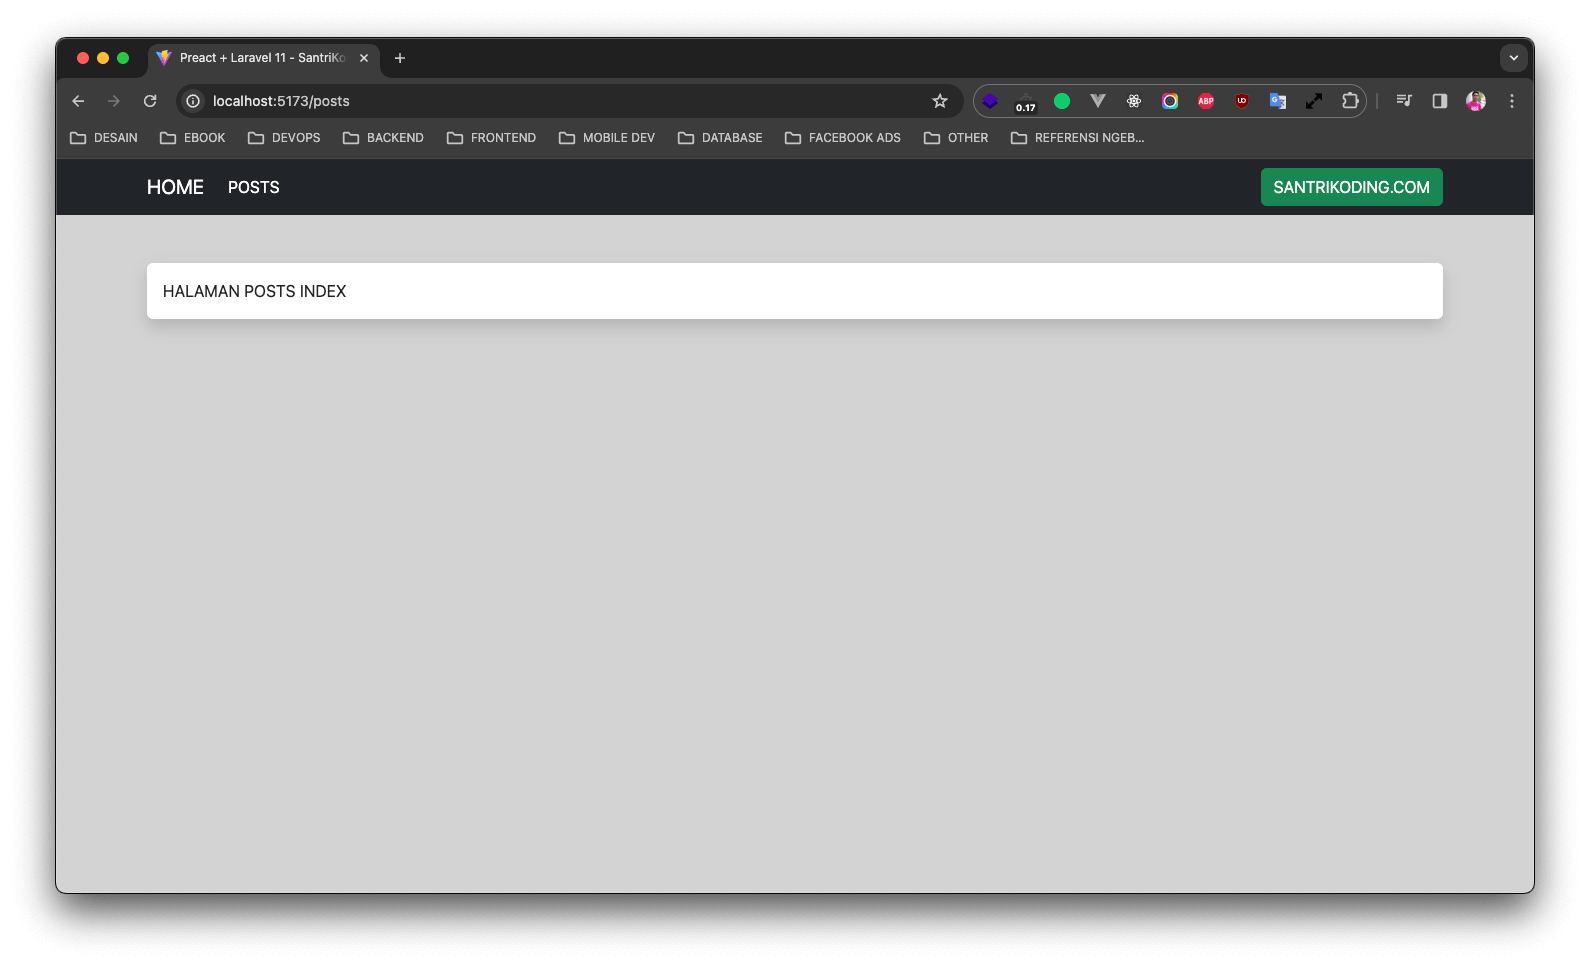 Preact + Laravel 11 - SantriKo
localhost:5173/posts
0.17
ABP
DESAIN
EBOOK
DEVOPS
BACKEND
FRONTEND
MOBILE DEV
DATABASE
FACEBOOK ADS
OTHER
REFERENSI NGEB...
HOME
POSTS
SANTRIKODING.COM
HALAMAN POSTS INDEX